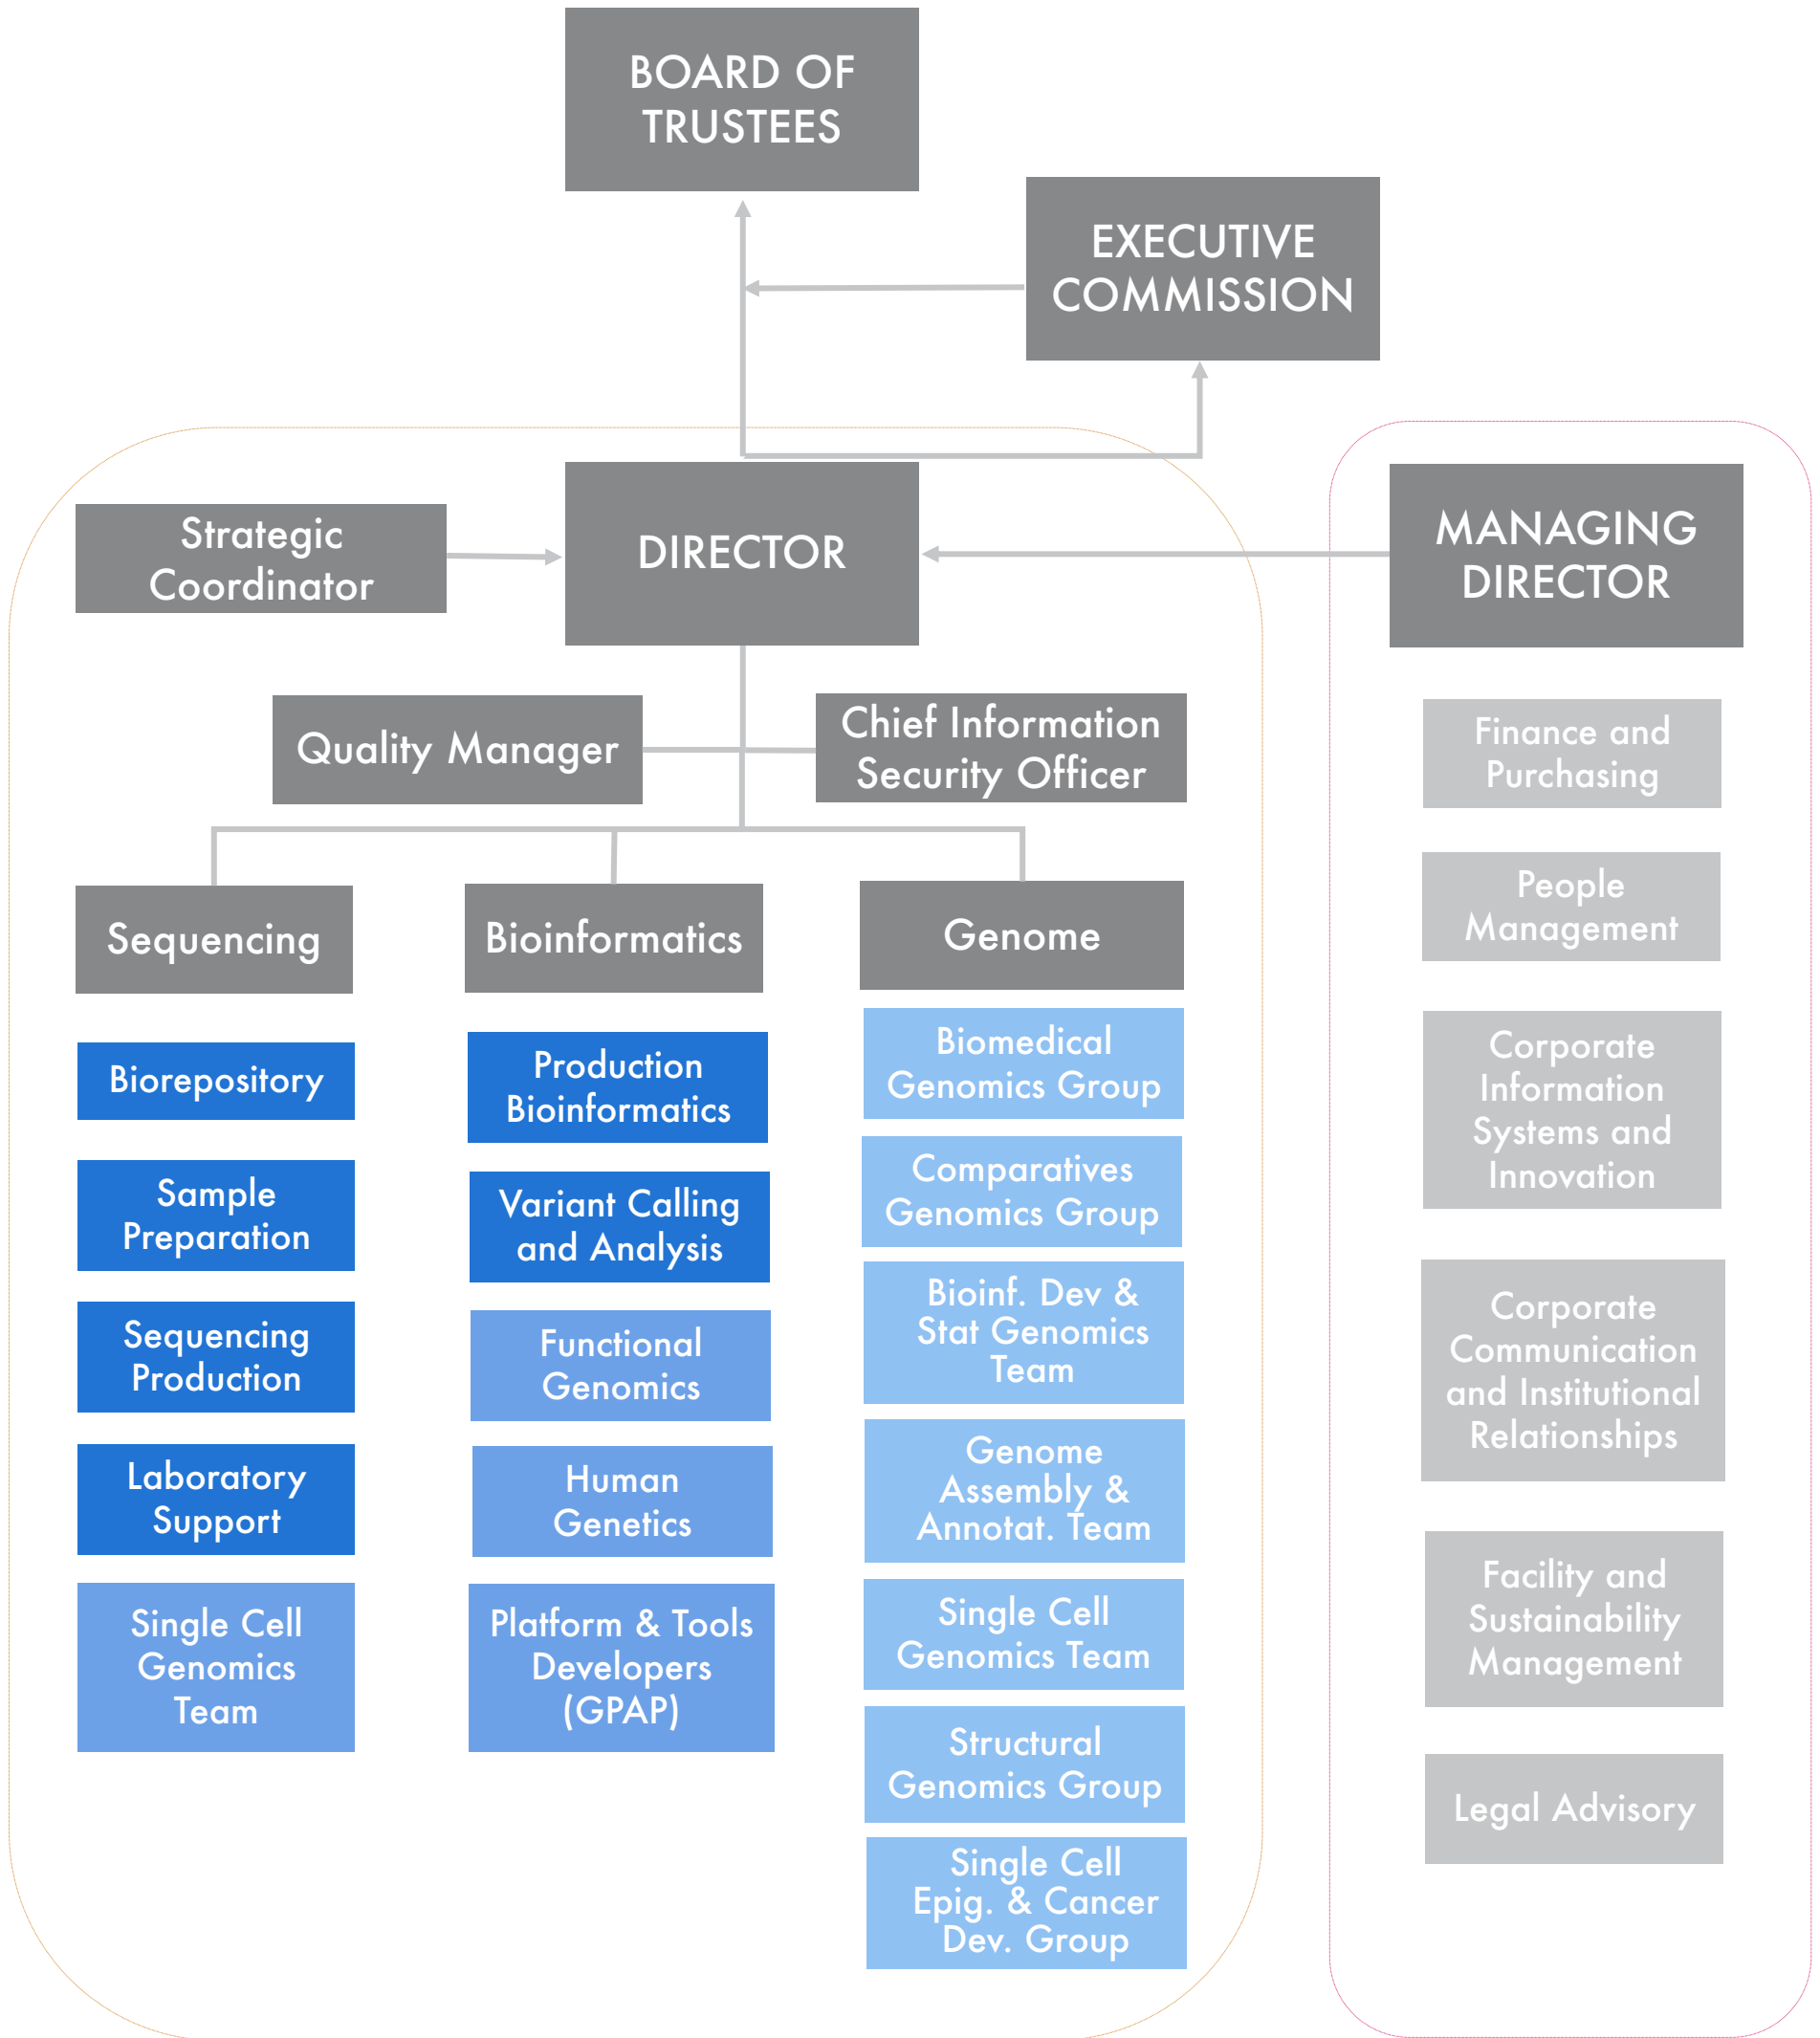 BOARD OF
TRUSTEES
EXECUTIVE
COMMISSION
Strategic
Coordinator
DIRECTOR
MANAGING
DIRECTOR
Quality Manager
Chief Information
Security Officer
Sequencing
Biorepository
Sample
Preparation
Sequencing
Production
Laboratory
Support
Single Cell
Genomics
Team
Bioinformatics
Production
Bioinformatics
Variant Calling
and Analysis
Functional
Genomics
Human
Genetics
Platform & Tools
Developers
(GPAP)
Genome
Biomedical
Genomics Group
Comparatives
Genomics Group
Bioinf. Dev &
Stat Genomics
Team
Genome
Assembly &
Annotat. Team
Single Cell
Genomics Team
Structural
Genomics Group
Single Cell
Epig. & Cancer
Dev. Group
Finance and
Purchasing
People
Management
Corporate
Information
Systems and
Innovation
Corporate
Communication
and Institutional
Relationships
Facility and
Sustainability
Management
Legal Advisory